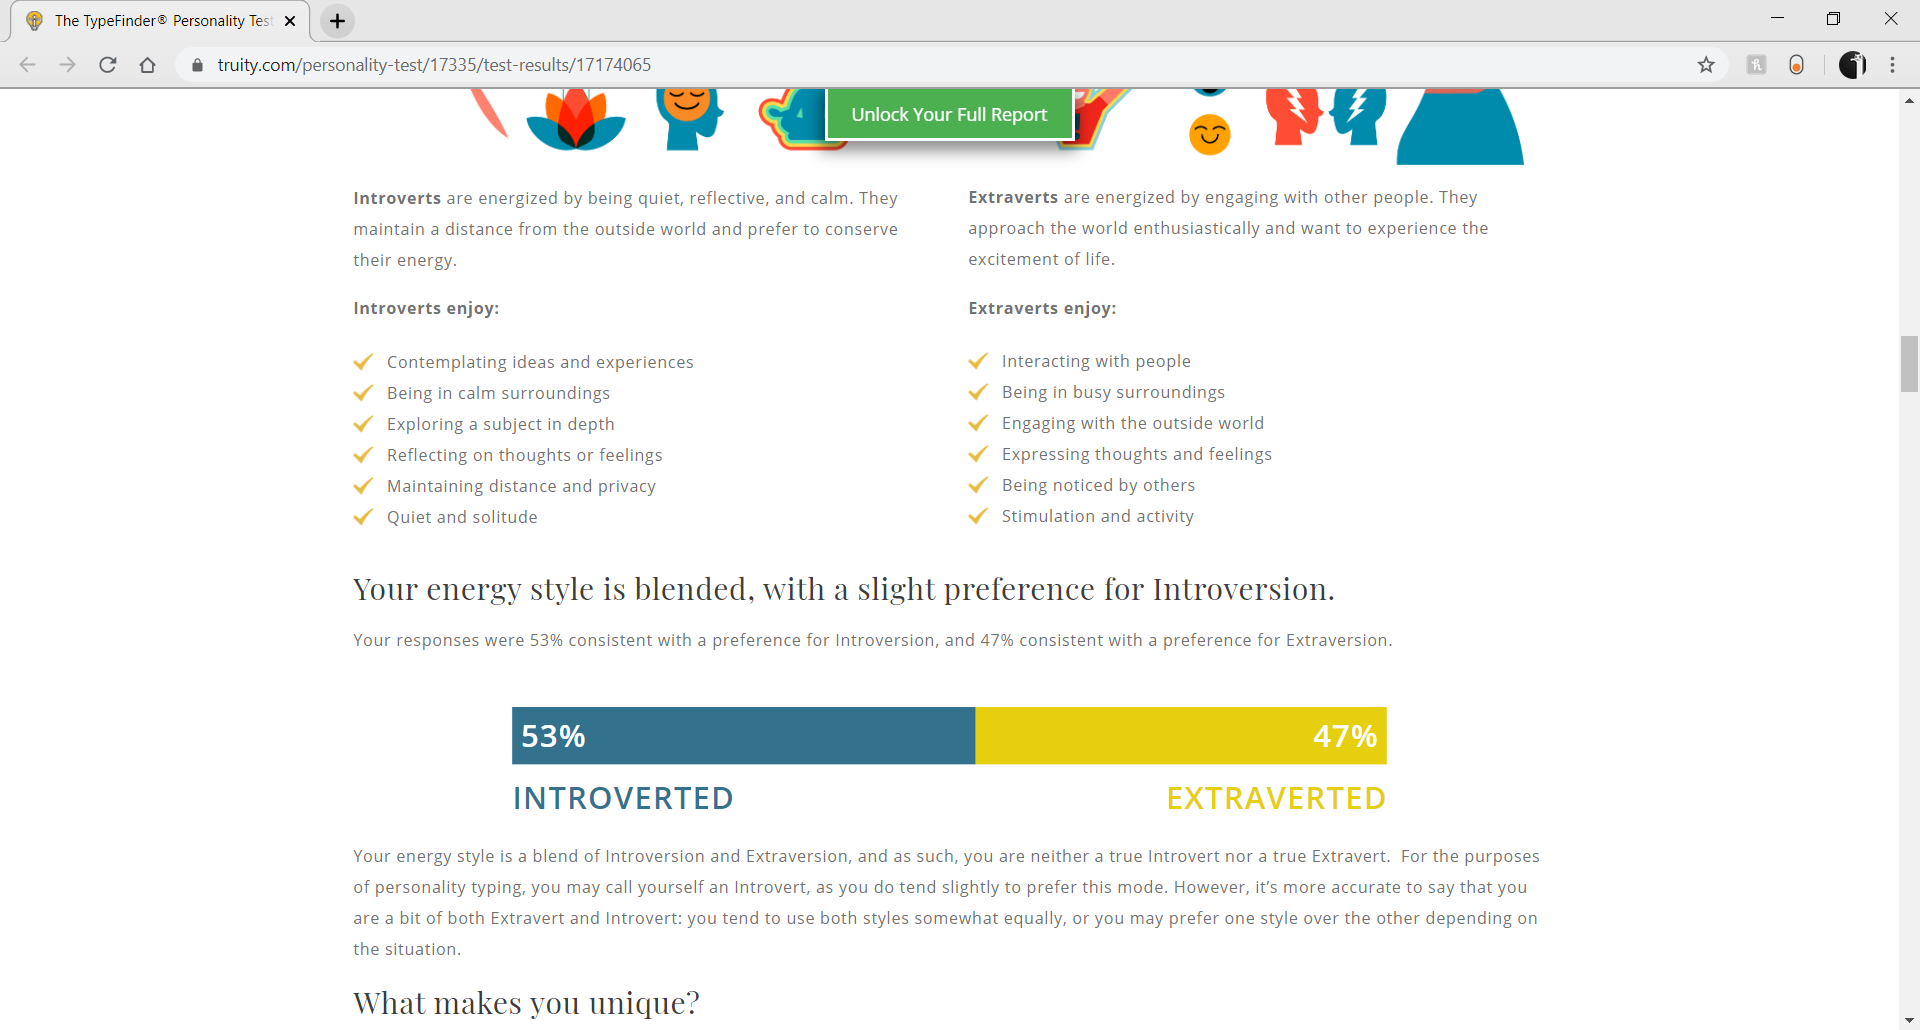 The TypeFinder® Personality Test
truity.com/personality-test/17335/test-results/17174065
Unlock Your Full Report
Introverts are energized by being quiet, reflective, and calm. They
maintain a distance from the outside world and prefer to conserve
their energy.
Introverts enjoy:
Contemplating ideas and experiences
Being in calm surroundings
Exploring a subject in depth
Reflecting on thoughts or feelings
Maintaining distance and privacy
Quiet and solitude
Extraverts are energized by engaging with other people. They
approach the world enthusiastically and want to experience the
excitement of life.
Extraverts enjoy:
Interacting with people
Being in busy surroundings
Engaging with the outside world
Expressing thoughts and feelings
Being noticed by others
Stimulation and activity
Your energy style is blended, with a slight preference for Introversion.
Your responses were 53% consistent with a preference for Introversion, and 47% consistent with a preference for Extraversion.
53% 47%
INTROVERTED EXTRAVERTED
Your energy style is a blend of Introversion and Extraversion, and as such, you are neither a true Introvert nor a true Extravert. For the purposes
of personality typing, you may call yourself an Introvert, as you do tend slightly to prefer this mode. However, it’s more accurate to say that you
are a bit of both Extravert and Introvert: you tend to use both styles somewhat equally, or you may prefer one style over the other depending on
the situation.
What makes you unique?